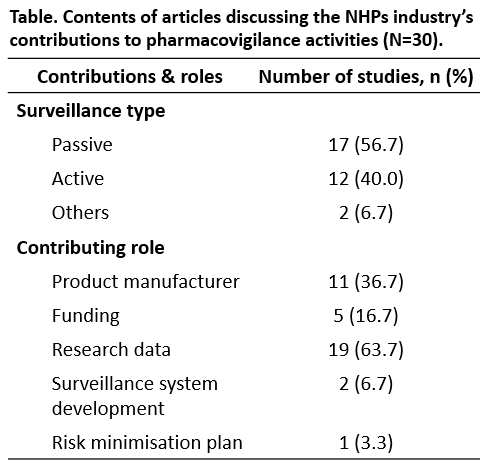 Table. Contents of articles discussing the NHPs industry's
contributions to pharmacovigilance activities (N=30).
Contributions & roles Number of studies, n (%)
Surveillance type
Passive 17 (56.7)
Active 12 (40.0)
Others 2 (6.7)
Contributing role
Product manufacturer 11 (36.7)
Funding 5 (16.7)
Research data 19 (63.7)
Surveillance system 2 (6.7)
development
Risk minimisation plan 1 (3.3)